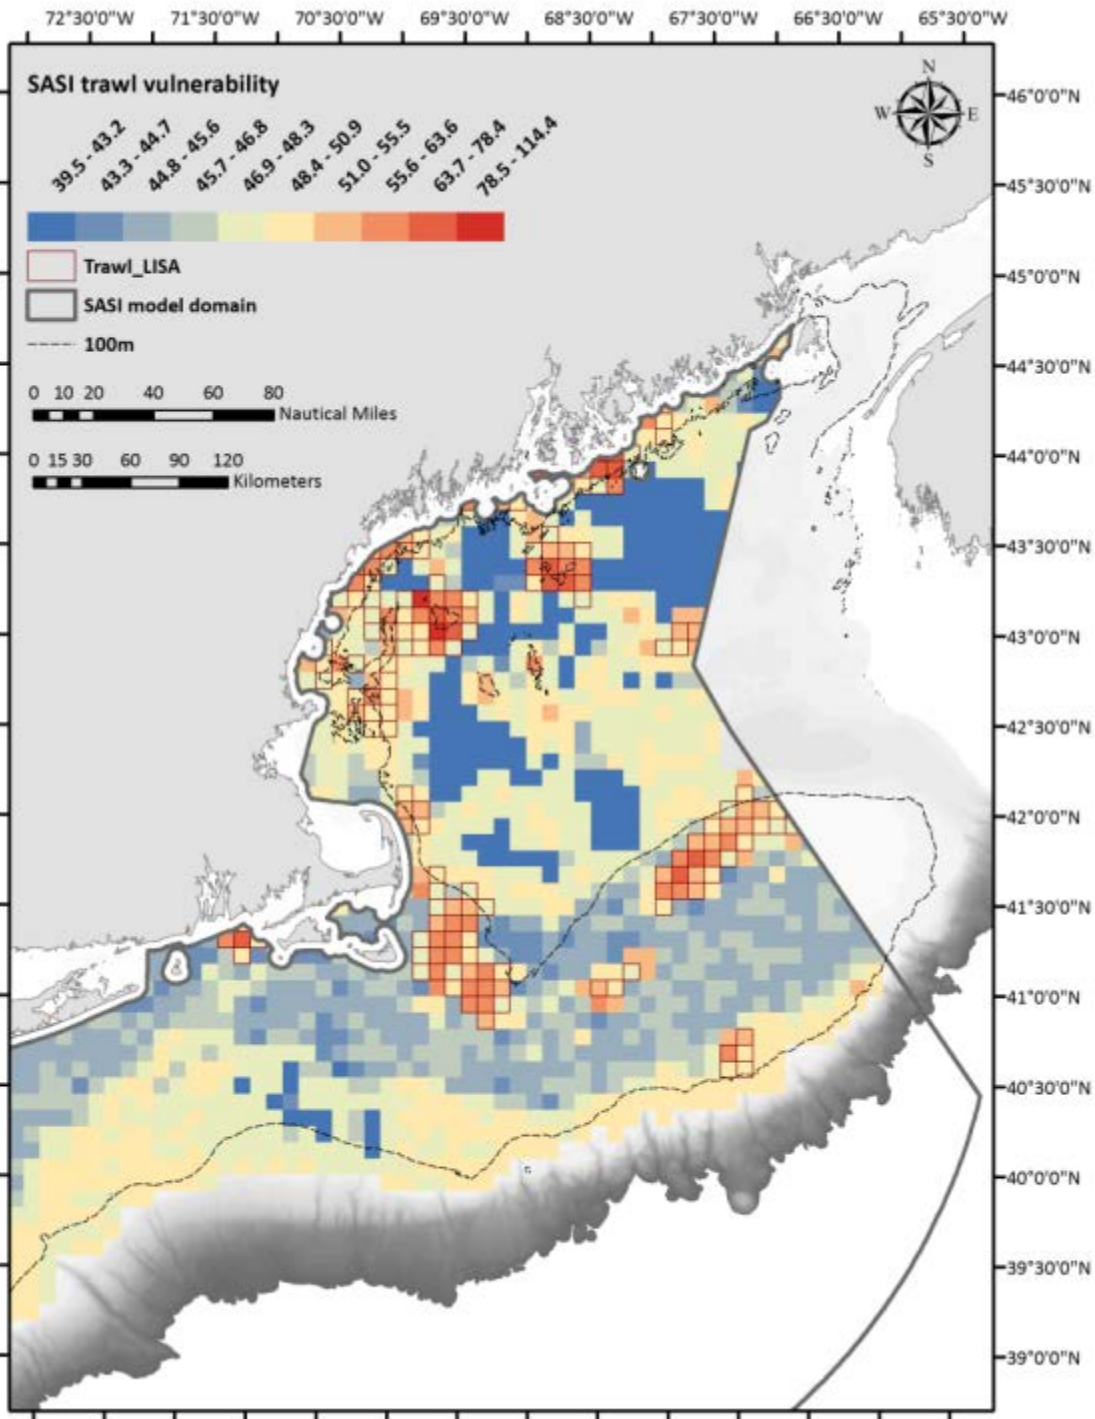 72°30'0"W 71°30'0"W 70°30'0"W 69°30'0"W 68°30'0"W 67°30'0"W 66°30'0"W 65°30'0"W
SASI trawl vulnerability
39.5 - 43.2
43.3 - 44.7
44.8 - 45.6
45.7 - 46.8
46.9 - 48.3
48.4 - 50.9
51.0 - 55.5
55.6 - 63.6
63.7 - 78.4
78.5 - 114.4
Trawl_LISA
SASI model domain
100m
0 10 20 40 60 80
Nautical Miles
0 15 30 60 90 120
Kilometers
N
W E
S
46°0'0"N
45°30'0"N
45°0'0"N
44°30'0"N
44°0'0"N
43°30'0"N
43°0'0"N
42°30'0"N
42°0'0"N
41°30'0"N
41°0'0"N
40°30'0"N
40°0'0"N
39°30'0"N
39°0'0"N